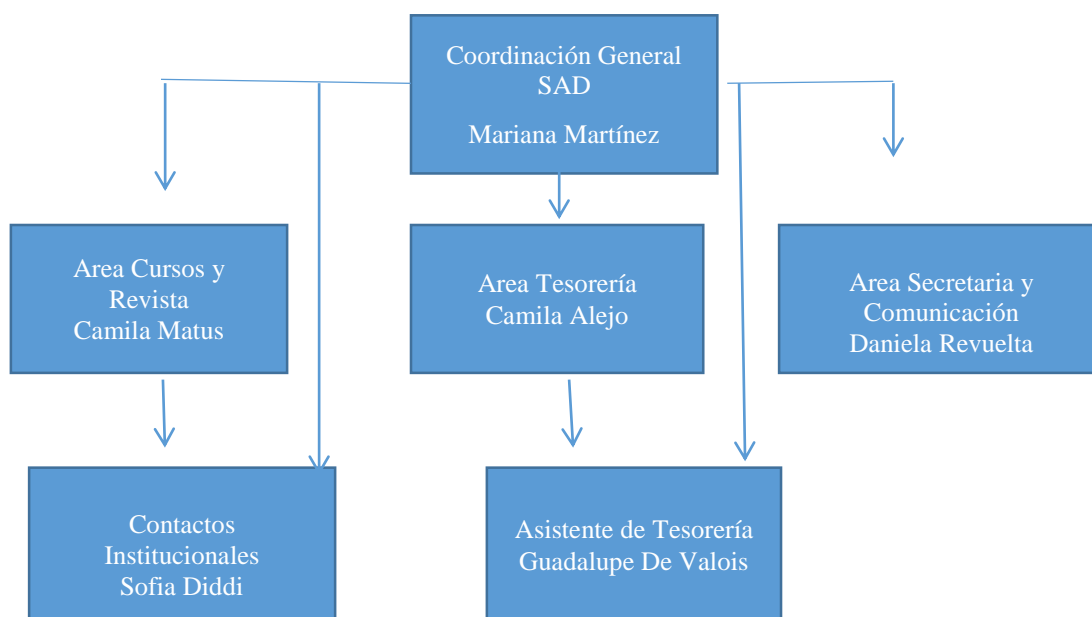 Coordinación General
SAD
Mariana Martínez
Area Cursos y
Revista
Camila Matus
Area Tesorería
Camila Alejo
Area Secretaria y
Comunicación
Daniela Revuelta
Contactos
Institucionales
Sofia Diddi
Asistente de Tesorería
Guadalupe De Valois